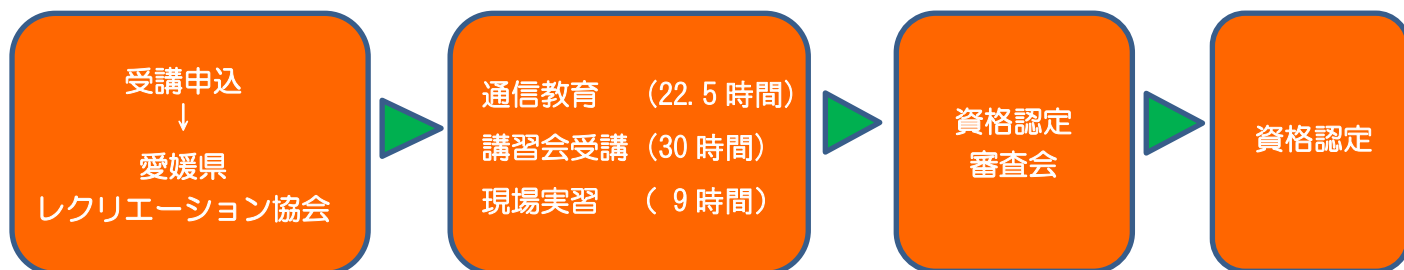 受講申込
↓
愛媛県
レクリエーション協会
通信教育 (22.5時間)
講習会受講 (30時間)
現場実習 ( 9時間)
資格認定
審査会
資格認定